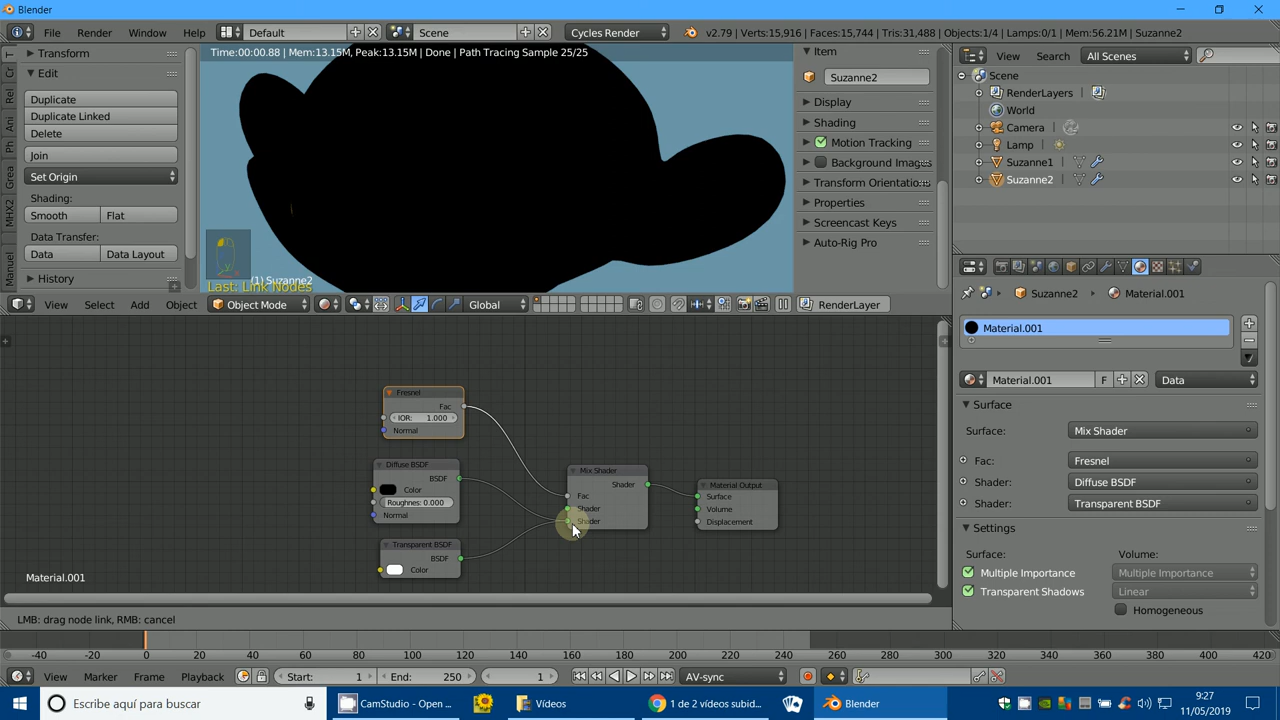 Blender
File Render Window Help Default Scene Cycles Render v2.79 | Verts:15,916 | Faces:15,744 | Tris:31,488 | Objects:1/4 | Lamps:0/1 | Mem:56.21M | Suzanne2
Transform
Edit
Duplicate
Duplicate Linked
Delete
Join
Set Origin
Shading:
Smooth Flat
Data Transfer:
Data Data Layout
History
T
Cr
Rel
Ani
Ph
Grea
MHX2
Manuel
Time:00:00.88 | Mem:13.15M, Peak:13.15M | Done | Path Tracing Sample 25/25
(1) Suzanne2
Last: Link Nodes
View Select Add Object Object Mode Global RenderLayer
Item
Suzanne2
Display
Shading
Motion Tracking
Background Images
Transform Orientations
Properties
Screencast Keys
Auto-Rig Pro
View Search All Scenes
Scene
RenderLayers
World
Camera
Lamp
Suzanne1
Suzanne2
Suzanne2 Material.001
Material.001
Material.001 F Data
Surface
Surface: Mix Shader
Fac: Fresnel
Shader: Diffuse BSDF
Shader: Transparent BSDF
Settings
Surface: Volume:
Multiple Importance Multiple Importance
Transparent Shadows Linear
Homogeneous
Fresnel
Fac
IOR: 1.000
Normal
Diffuse BSDF
BSDF
Color
Roughnes: 0.000
Normal
Transparent BSDF
BSDF
Color
Mix Shader
Shader
Fac
Shader
Shader
Material Output
Surface
Volume
Displacement
Material.001
LMB: drag node link, RMB: cancel
-40 -20 0 20 40 60 80 100 120 140 160 180 200 220 240 260 280 300 320 340 360 380 400 420
View Marker Frame Playback Start: 1 End: 250 1 AV-sync
Escribe aquí para buscar CamStudio - Open ... Vídeos 1 de 2 vídeos subid... Blender 9:27
11/05/2019